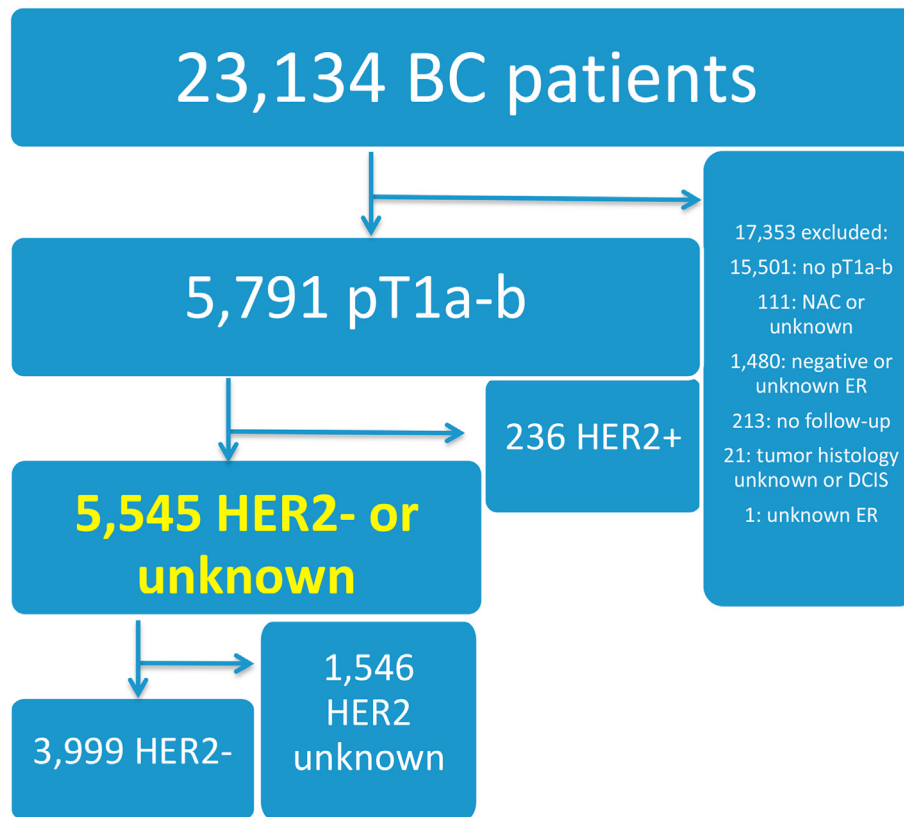 23,134 BC patients
17,353 excluded:
15,501: no pT1a-b
111: NAC or
unknown
1,480: negative or
unknown ER
213: no follow-up
21: tumor histology
unknown or DCIS
1: unknown ER
5,791 pT1a-b
236 HER2+
5,545 HER2- or
unknown
1,546
HER2
unknown
3,999 HER2-